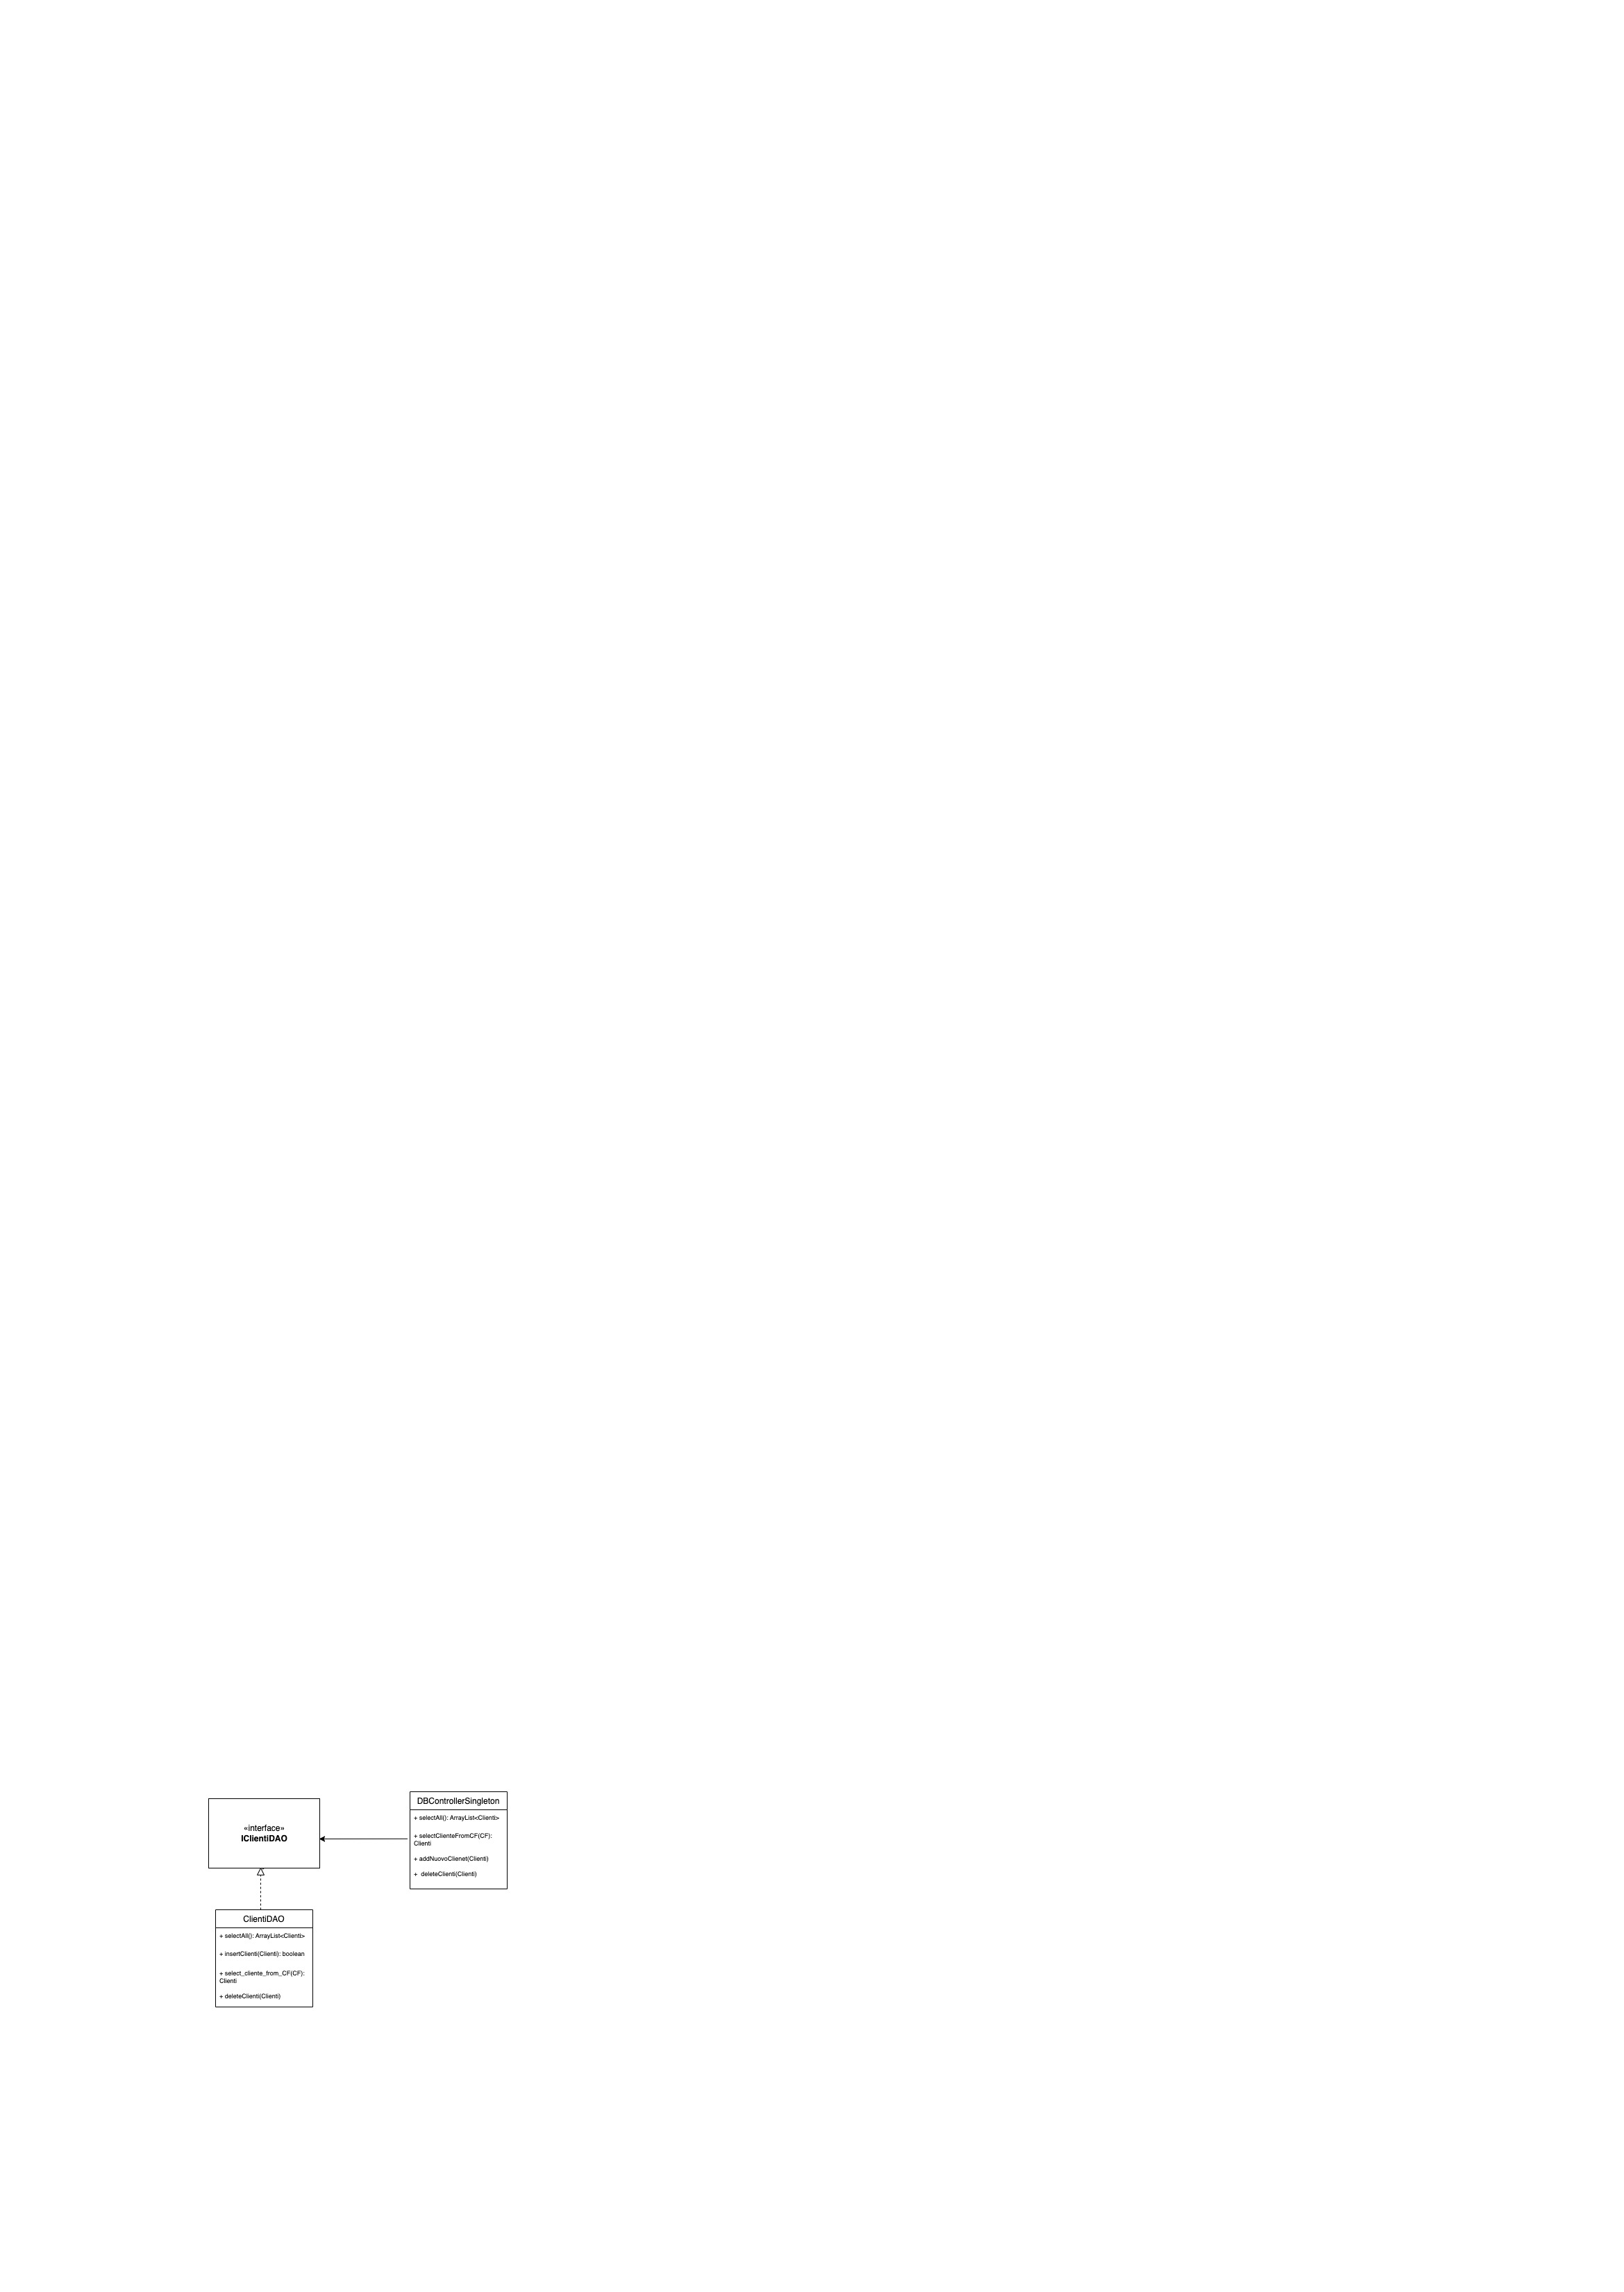 «interface»
IClientiDAO
DBControllerSingleton
+ selectAll(): ArrayList<Clienti>
+ selectClienteFromCF(CF):
Clienti
+ addNuovoClienet(Clienti)
+  deleteClienti(Clienti)
ClientiDAO
+ selectAll(): ArrayList<Clienti>
+ insertClienti(Clienti): boolean
+ select_cliente_from_CF(CF):
Clienti
+ deleteClienti(Clienti)